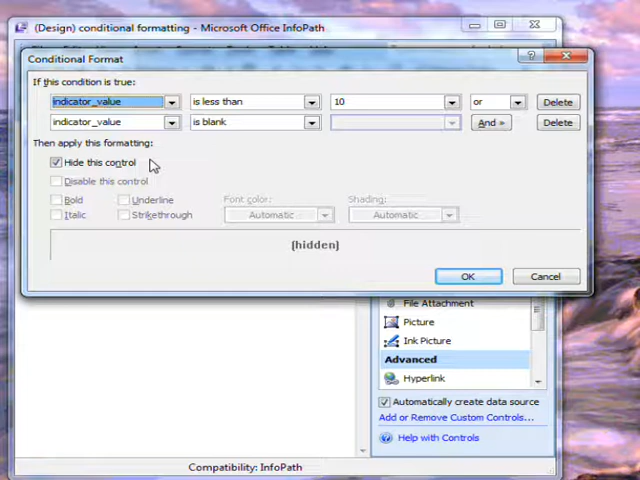 (Design) conditional formatting - Microsoft Office InfoPath
Conditional Format
If this condition is true:
indicator_value is less than 10 or Delete
indicator_value is blank And » Delete
Then apply this formatting:
Hide this control
Disable this control
Bold Underline Font color: Shading:
Italic Strikethrough Automatic Automatic
(hidden)
OK Cancel
File Attachment
Picture
Ink Picture
Advanced
Hyperlink
Automatically create data source
Add or Remove Custom Controls...
Help with Controls
Compatibility: InfoPath